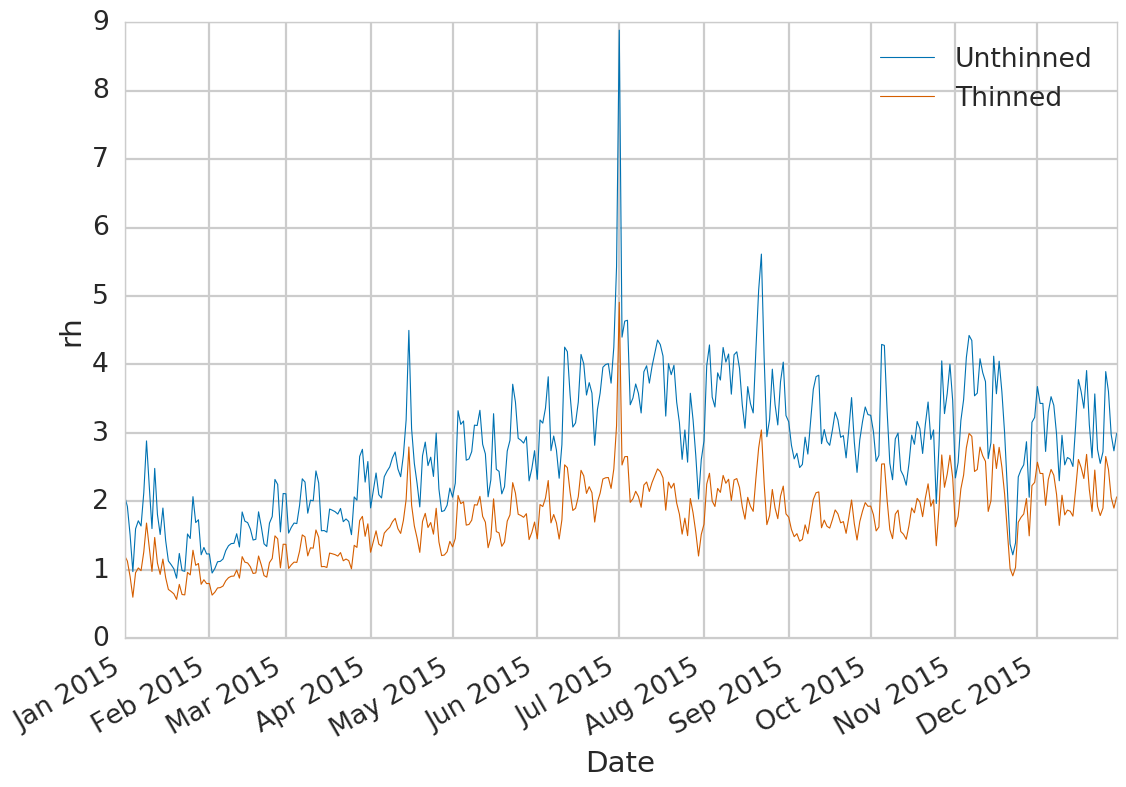 9
8
7
6
5
4
3
2
1
0
rh
Unthinned
Thinned
Jan 2015
Feb 2015
Mar 2015
Apr 2015
May 2015
Jun 2015
Jul 2015
Aug 2015
Sep 2015
Oct 2015
Nov 2015
Dec 2015
Date